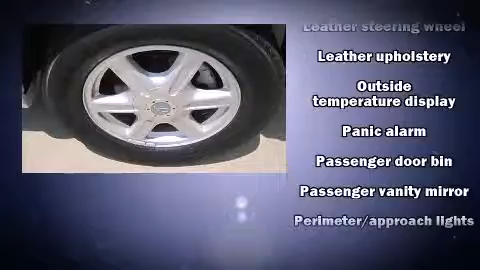 Leather steering wheel
Leather upholstery
Outside
temperature display
Panic alarm
Passenger door bin
Passenger vanity mirror
Perimeter/approach lights